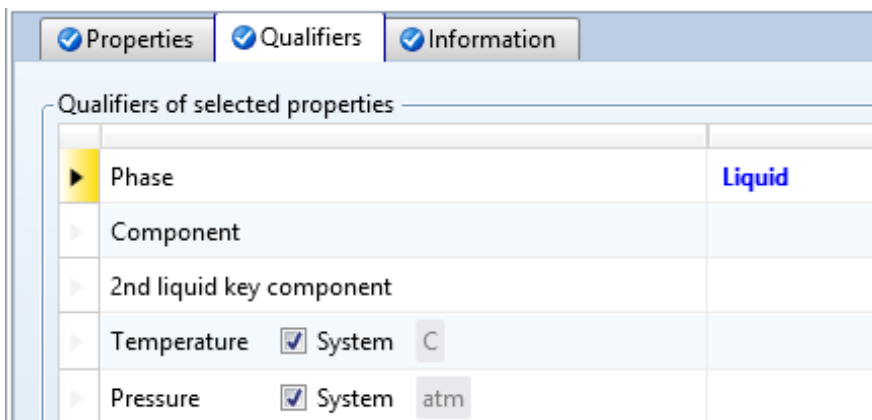 Properties Qualifiers Information
Qualifiers of selected properties
Phase Liquid
Component
2nd liquid key component
Temperature System C
Pressure System atm